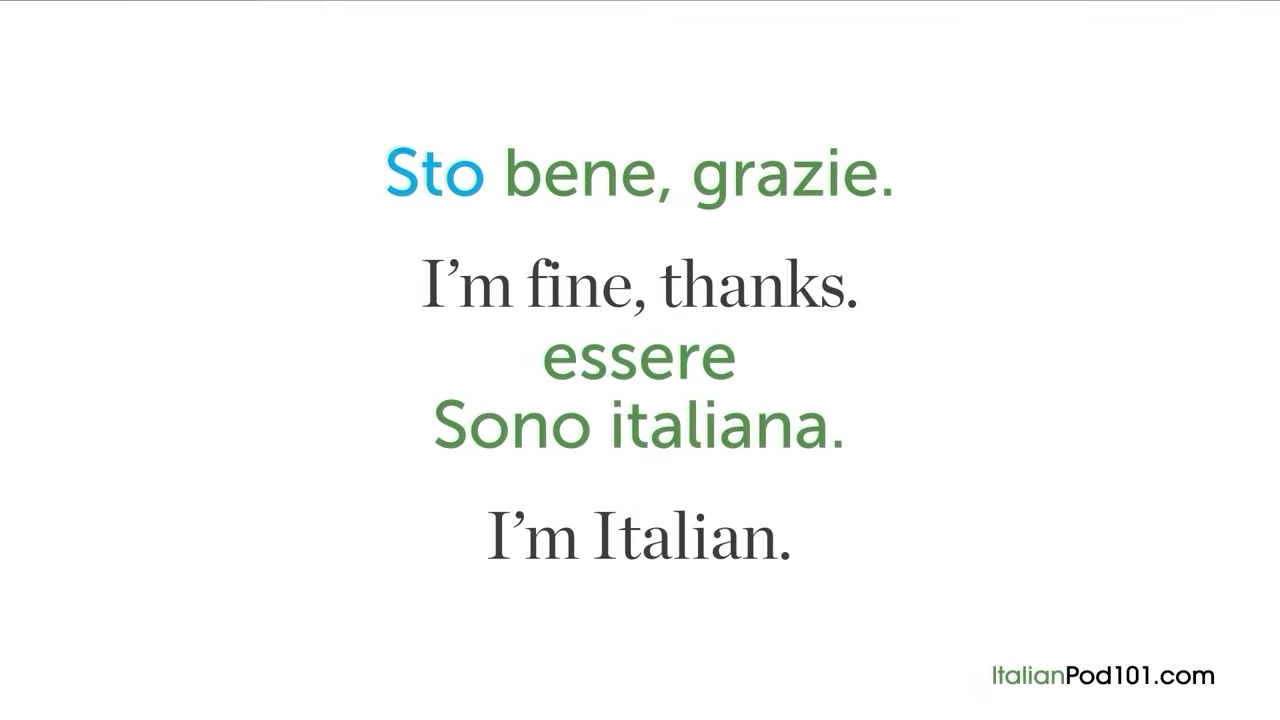 Sto bene, grazie.
I'm fine, thanks.
essere
Sono italiana.
I'm Italian.
ItalianPod101.com